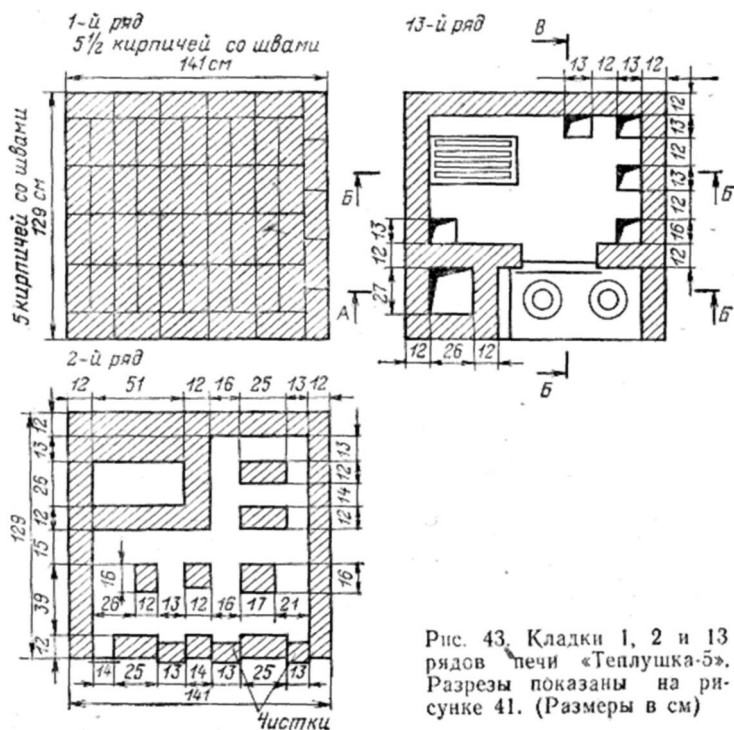 1-й ряд
5 1/2 кирпичей со швами
141 см
5 кирпичей со швами
129 см
13-й ряд
В
13 12 13 12
12
13
12
13
12
16
12
Б
Б
13
12
27
А
Б
12 26 12
Б
2-й ряд
12 51 12 16 25 13 12
129
12
13
26
12
15
39
12
13
12
14
12
16
16
26 12 13 12 16 17 21
14 25 13 14 13 25 13
141
Чистки
Рис. 43. Кладки 1, 2 и 13
рядов печи «Теплушка-5».
Разрезы показаны на ри-
сунке 41. (Размеры в см)